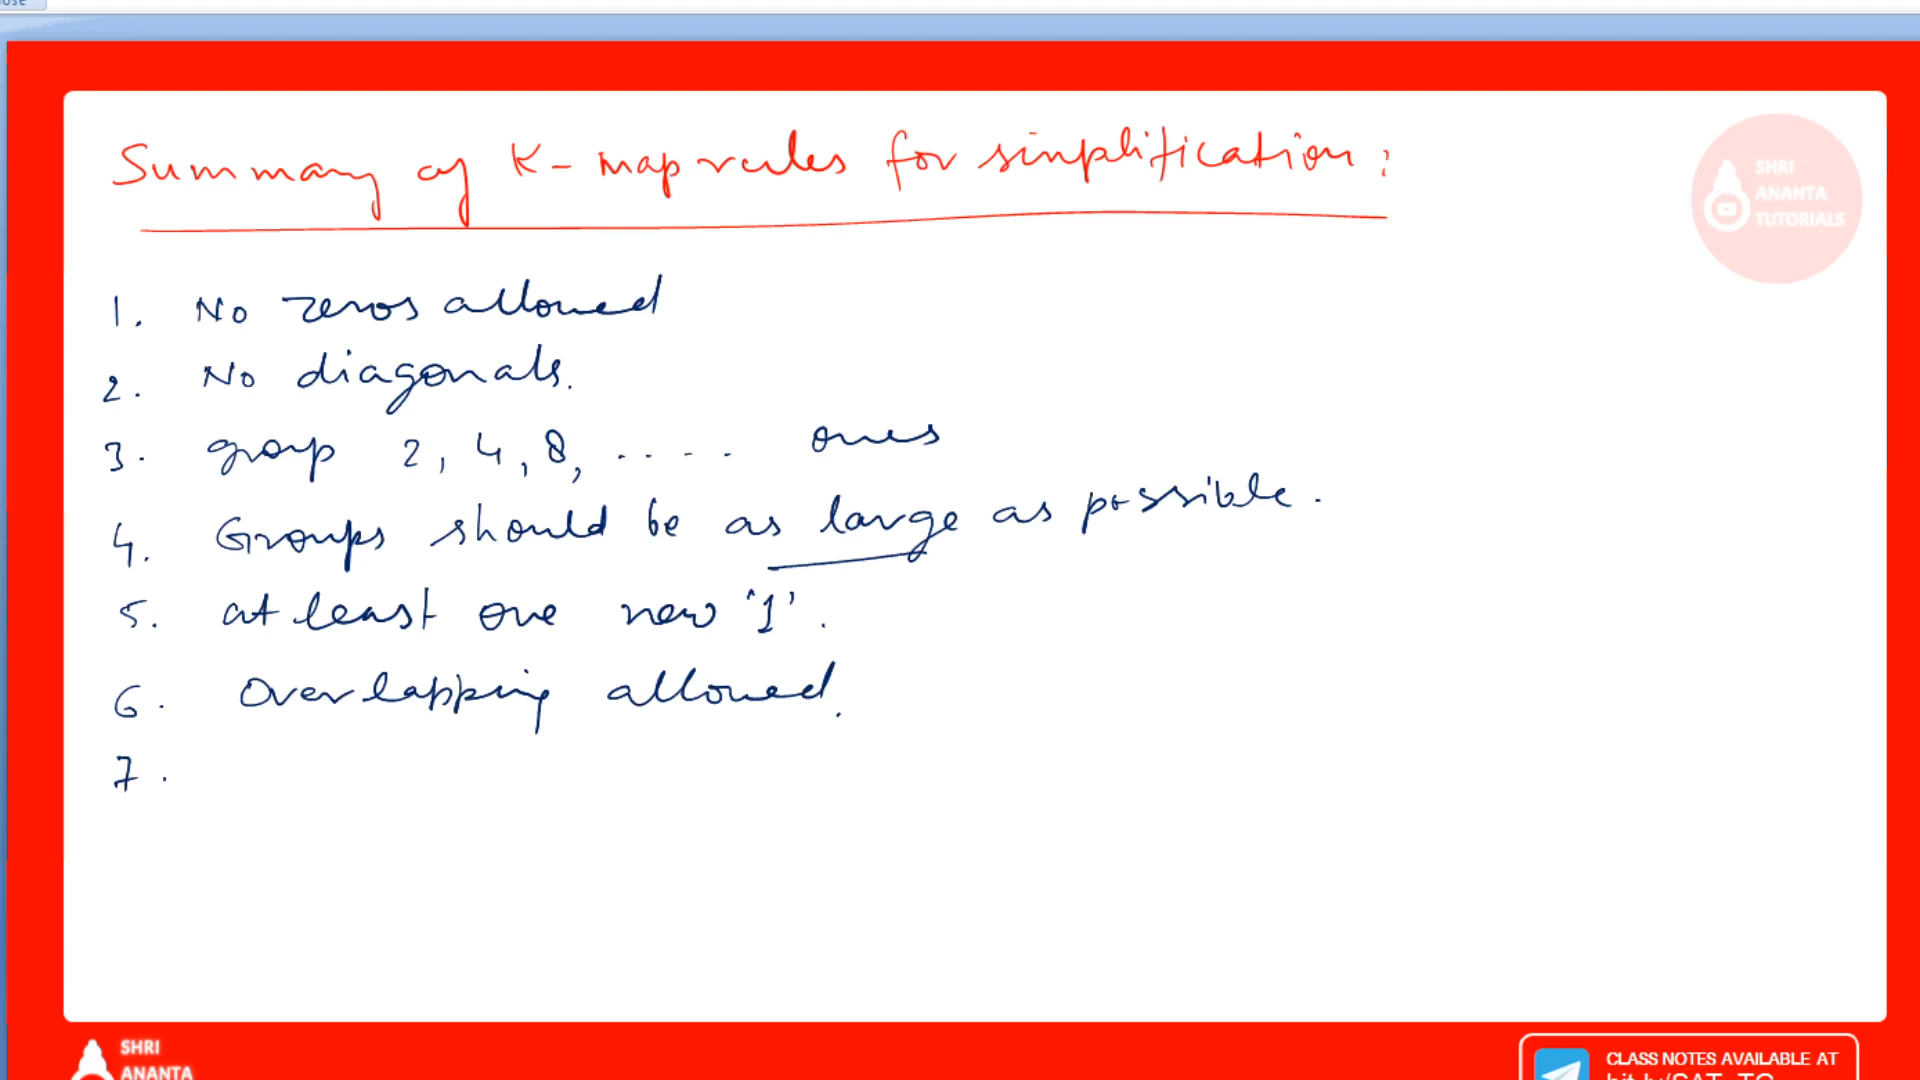 Summary of K-map rules for simplification:
SHRI
ANANTA
TUTORIALS
1. No zeros allowed
2. No diagonals.
3. group 2, 4, 8, ..... ones
4. Groups should be as large as possible.
5. at least one new '1'.
6. Overlapping allowed.
7.
SHRI
ANANTA
CLASS NOTES AVAILABLE AT